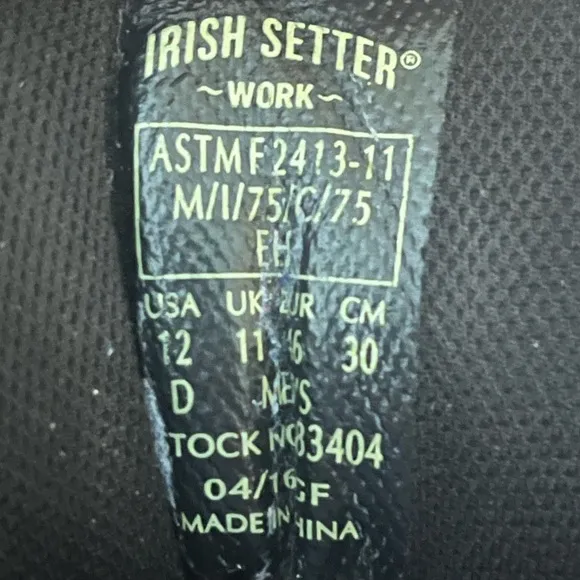 IRISH SETTER®
~WORK~
ASTM F2413-11
M/I/75/C/75
EH
USA UK EUR CM
12 11 46 30
D MEN'S
STOCK NO 83404
04/16 GF
MADE IN CHINA